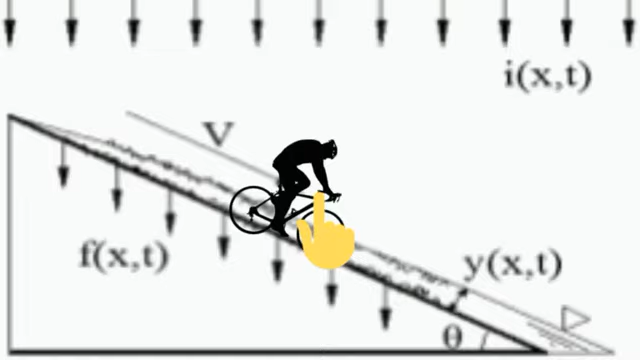 i(x,t)
V
f(x,t)
y(x,t)
θ